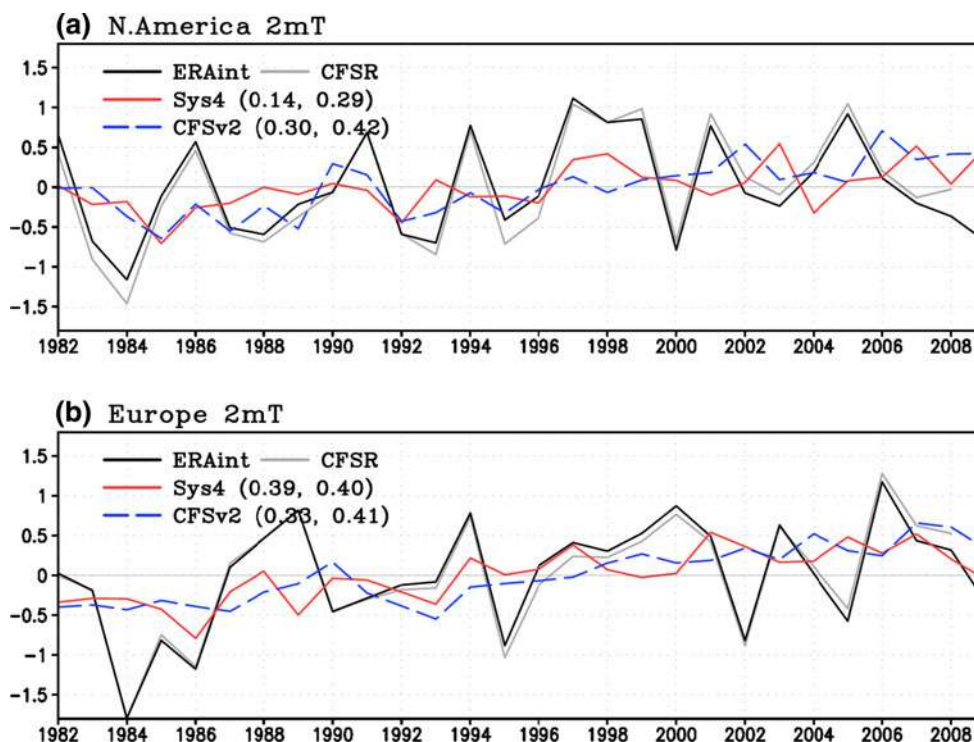 (a) N.America 2mT
1.5
1
0.5
0
−0.5
−1
−1.5
ERAint CFSR
Sys4 (0.14, 0.29)
CFSv2 (0.30, 0.42)
1982 1984 1986 1988 1990 1992 1994 1996 1998 2000 2002 2004 2006 2008
(b) Europe 2mT
1.5
1
0.5
0
−0.5
−1
−1.5
ERAint CFSR
Sys4 (0.39, 0.40)
CFSv2 (0.33, 0.41)
1982 1984 1986 1988 1990 1992 1994 1996 1998 2000 2002 2004 2006 2008